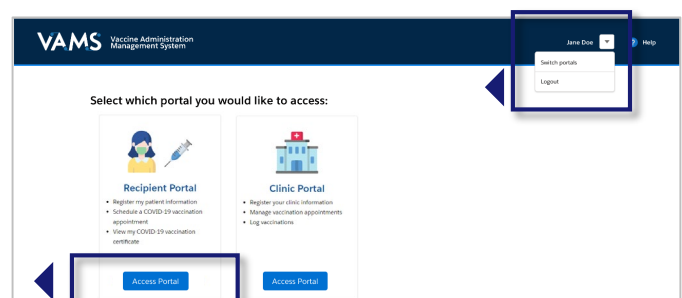 VAMS Vaccine Administration
Management System
Jane Doe
? Help
Switch portals
Logout
Select which portal you would like to access:
Recipient Portal
• Register my patient information
• Schedule a COVID-19 vaccination
appointment
• View my COVID-19 vaccination
certificate
Access Portal
Clinic Portal
• Register your clinic information
• Manage vaccination appointments
• Log vaccinations
Access Portal